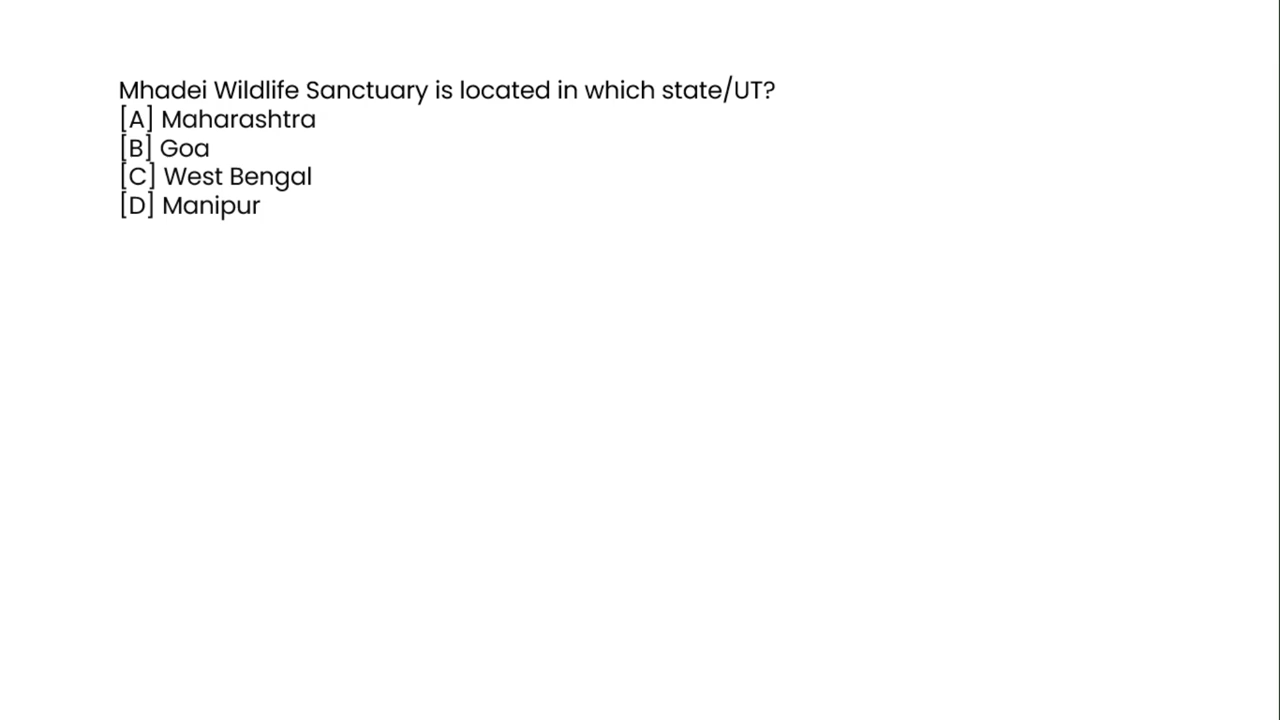 Mhadei Wildlife Sanctuary is located in which state/UT?
[A] Maharashtra
[B] Goa
[C] West Bengal
[D] Manipur